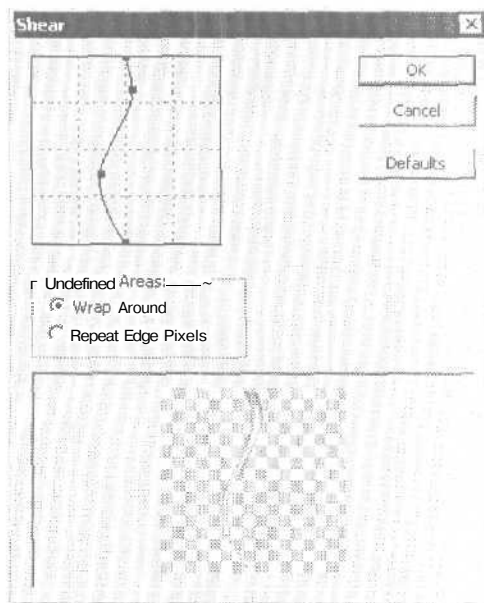 Shear
OK
Cancel
Defaults
Undefined Areas:
Wrap Around
Repeat Edge Pixels